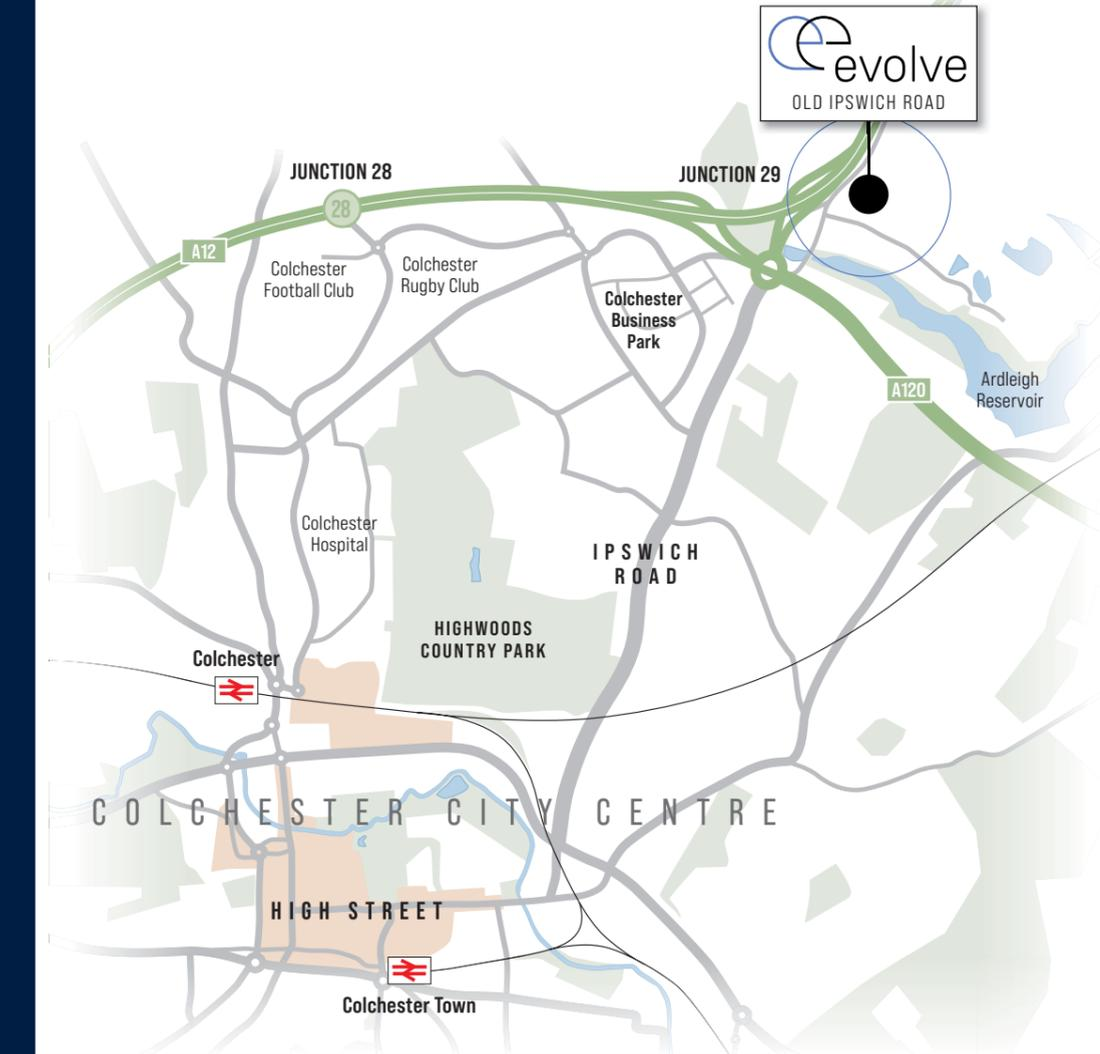 evolve
OLD IPSWICH ROAD
JUNCTION 28
JUNCTION 29
28
A12
Colchester
Football Club
Colchester
Rugby Club
Colchester
Business
Park
A120
Ardleigh
Reservoir
Colchester
Hospital
IPSWICH
ROAD
HIGHWOODS
COUNTRY PARK
Colchester
COLCHESTER CITY CENTRE
HIGH STREET
Colchester Town